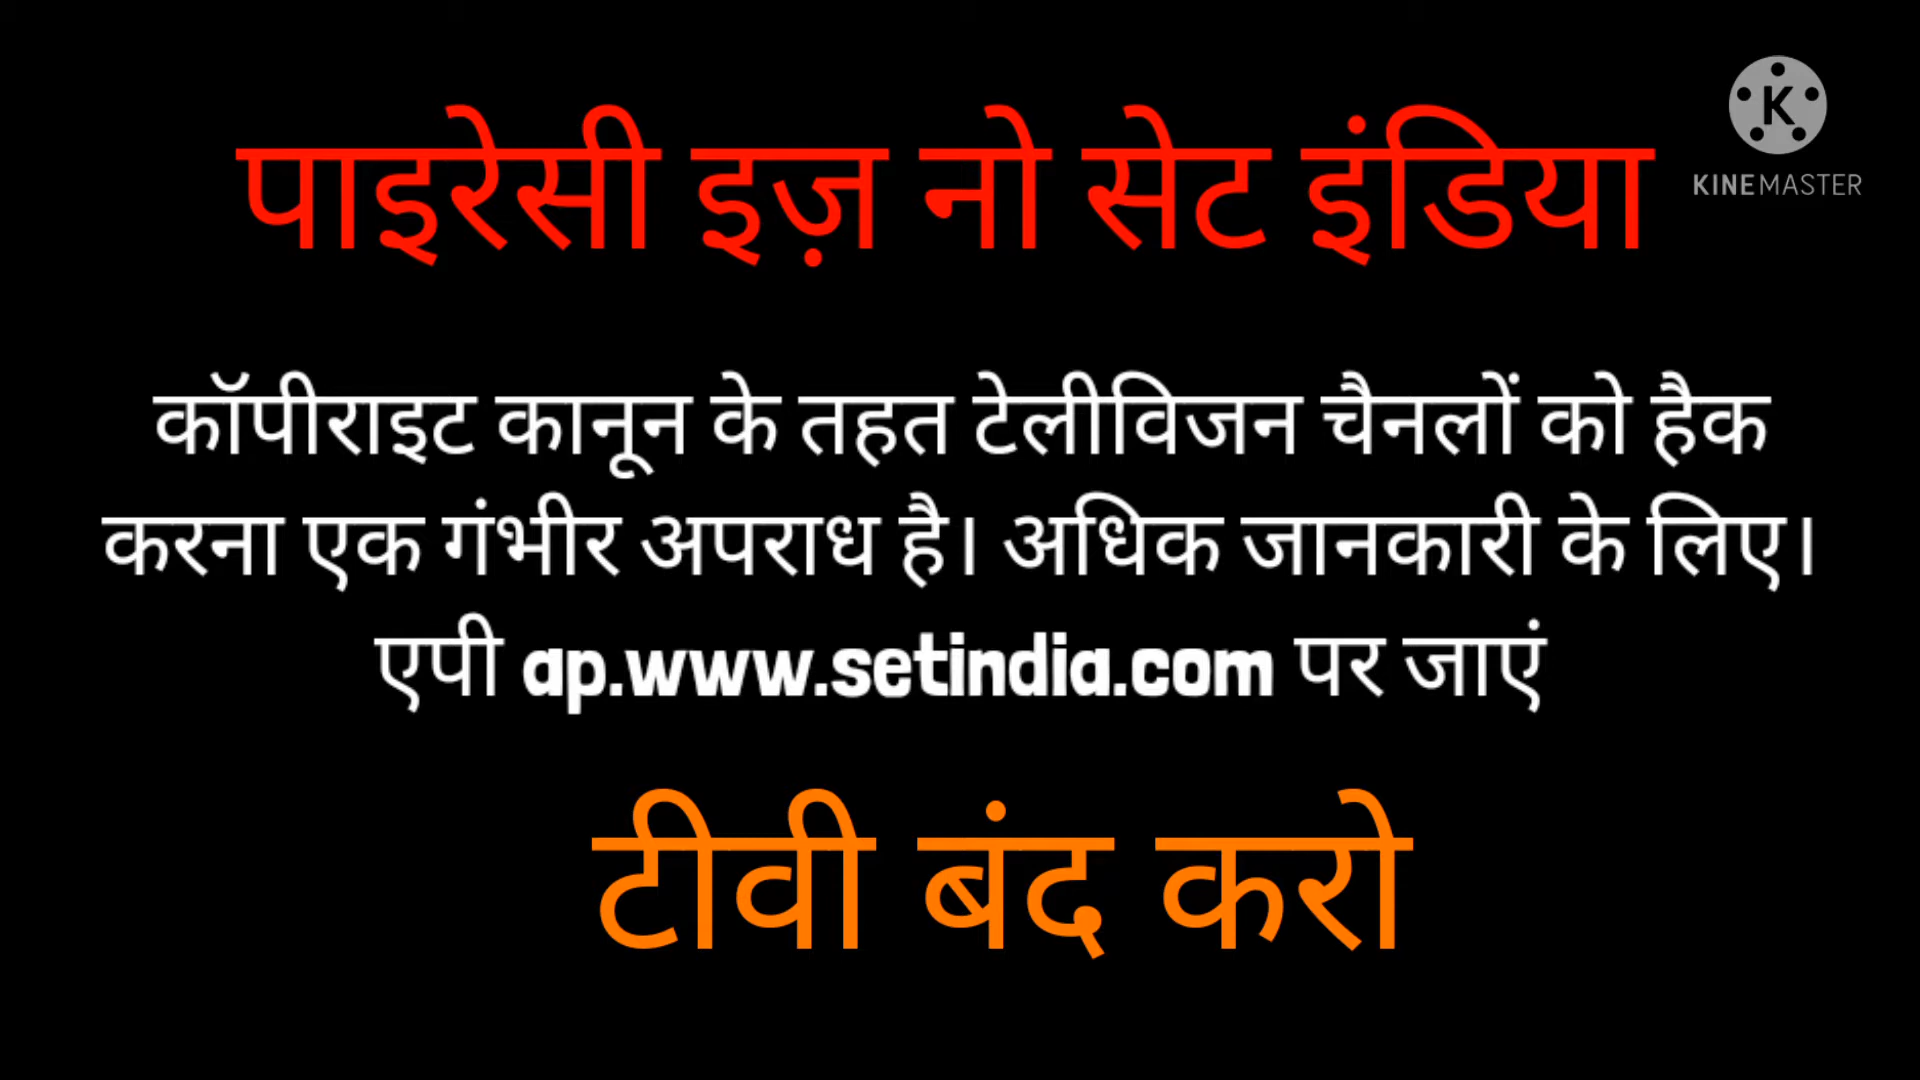 पाइरेसी इज़ नो सेट इंडिया
K
KINEMASTER
कॉपीराइट कानून के तहत टेलीविजन चैनलों को हैक
करना एक गंभीर अपराध है। अधिक जानकारी के लिए।
एपी ap.www.setindia.com पर जाएं
टीवी बंद करो